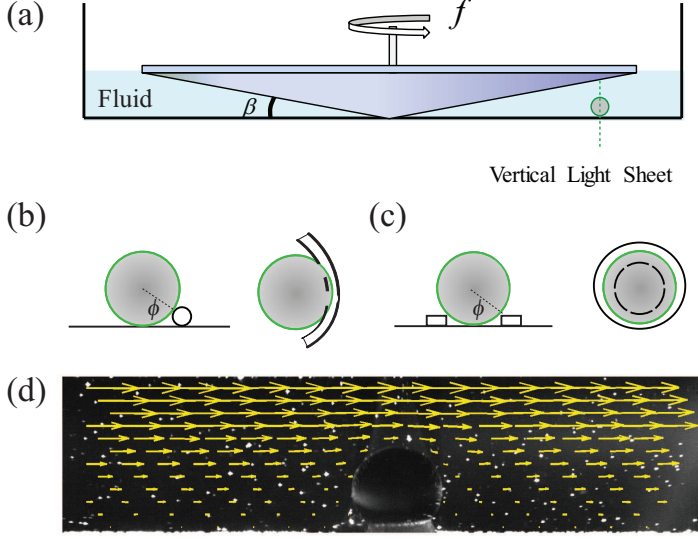 (a)
f
Fluid
β
Vertical Light Sheet
(b)
(c)
ϕ
ϕ
(d)